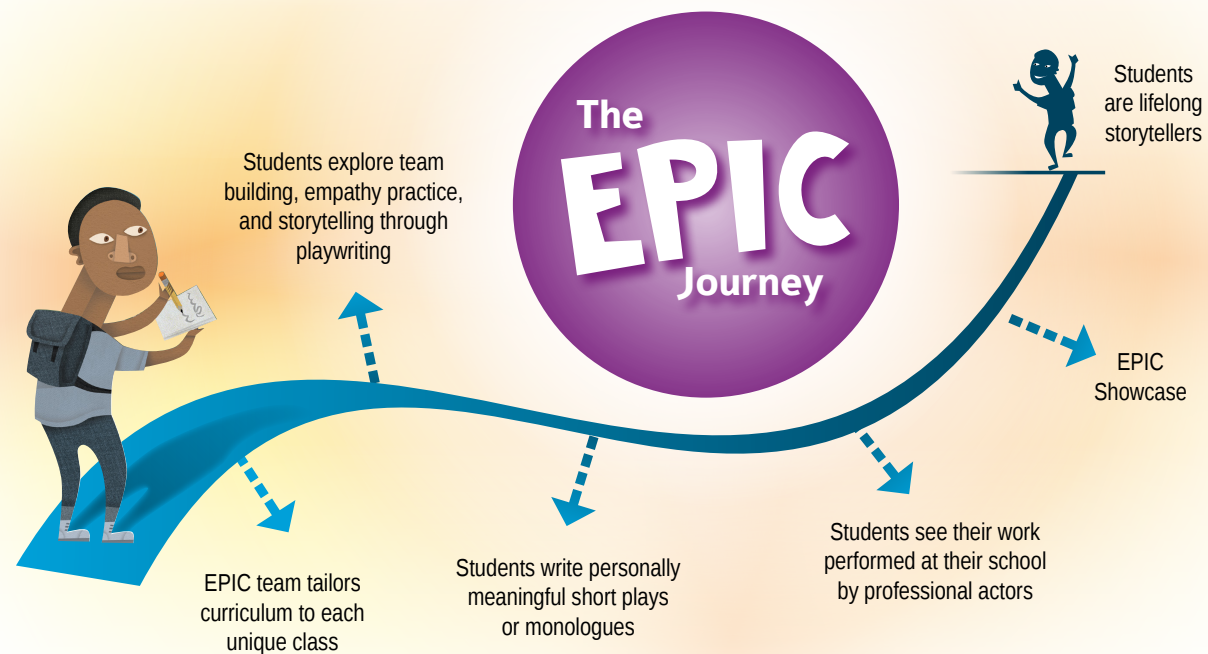 The
EPIC
Journey
EPIC team tailors
curriculum to each
unique class
Students explore team
building, empathy practice,
and storytelling through
playwriting
Students write personally
meaningful short plays
or monologues
Students see their work
performed at their school
by professional actors
EPIC
Showcase
Students
are lifelong
storytellers